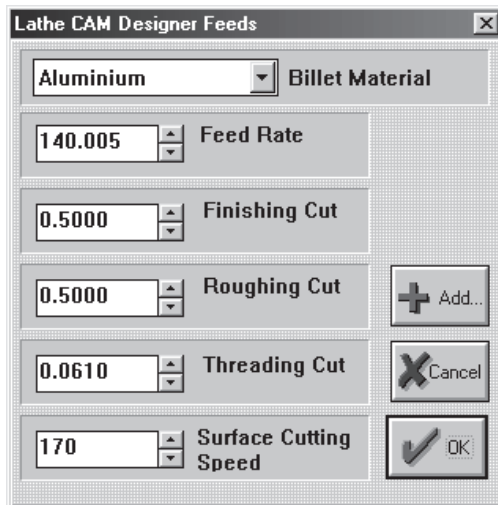 Lathe CAM Designer Feeds
Aluminium Billet Material
140.005 Feed Rate
0.5000 Finishing Cut
0.5000 Roughing Cut
Add...
0.0610 Threading Cut
Cancel
170 Surface Cutting
Speed
OK